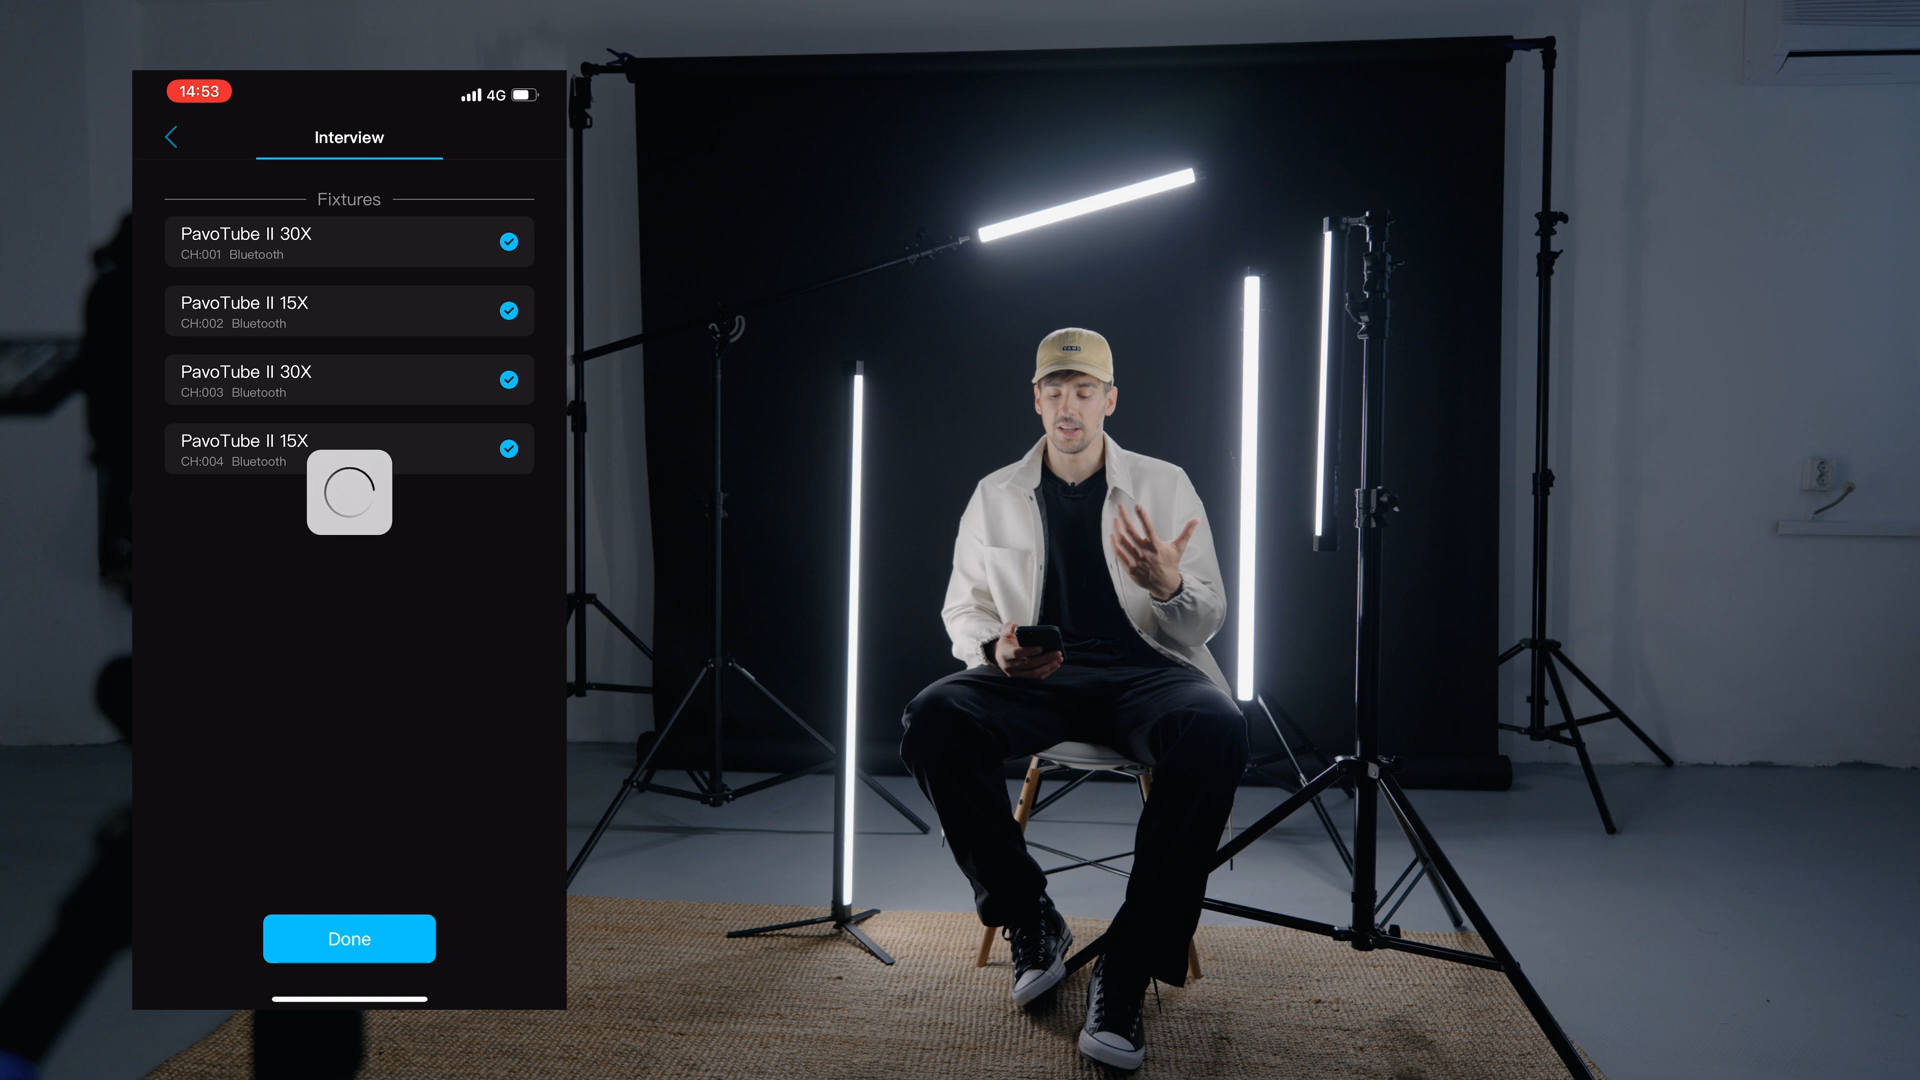 14:53
4G
Interview
Fixtures
PavoTube II 30X
CH:001 Bluetooth
PavoTube II 15X
CH:002 Bluetooth
PavoTube II 30X
CH:003 Bluetooth
PavoTube II 15X
CH:004 Bluetooth
Done
VANS